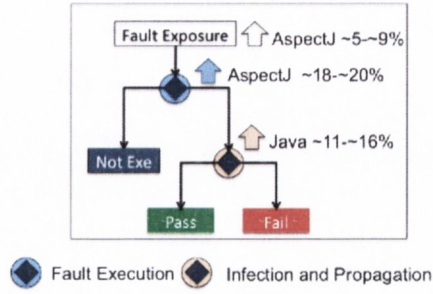 Fault Exposure
AspectJ ~5-~9%
AspectJ ~18-~20%
Java ~11-~16%
Not Exe
Pass
Fail
Fault Execution
Infection and Propagation